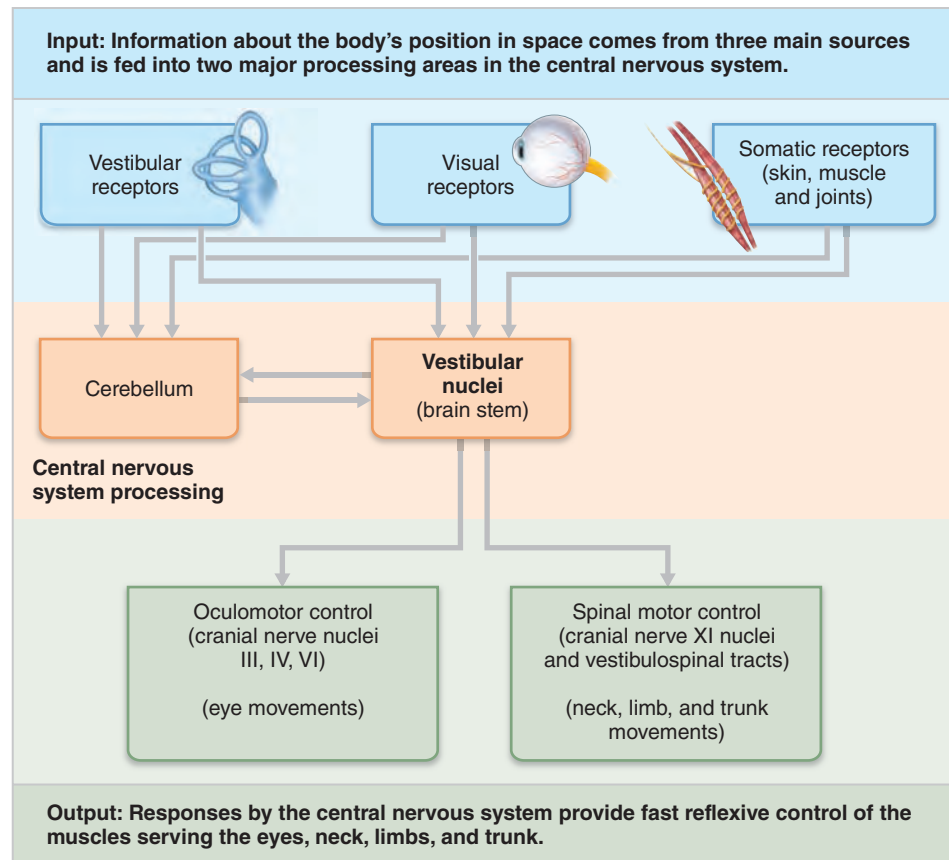 Input: Information about the body's position in space comes from three main sources
and is fed into two major processing areas in the central nervous system.
Vestibular
receptors
Visual
receptors
Somatic receptors
(skin, muscle
and joints)
Cerebellum
Vestibular
nuclei
(brain stem)
Central nervous
system processing
Oculomotor control
(cranial nerve nuclei
III, IV, VI)
(eye movements)
Spinal motor control
(cranial nerve XI nuclei
and vestibulospinal tracts)
(neck, limb, and trunk
movements)
Output: Responses by the central nervous system provide fast reflexive control of the
muscles serving the eyes, neck, limbs, and trunk.